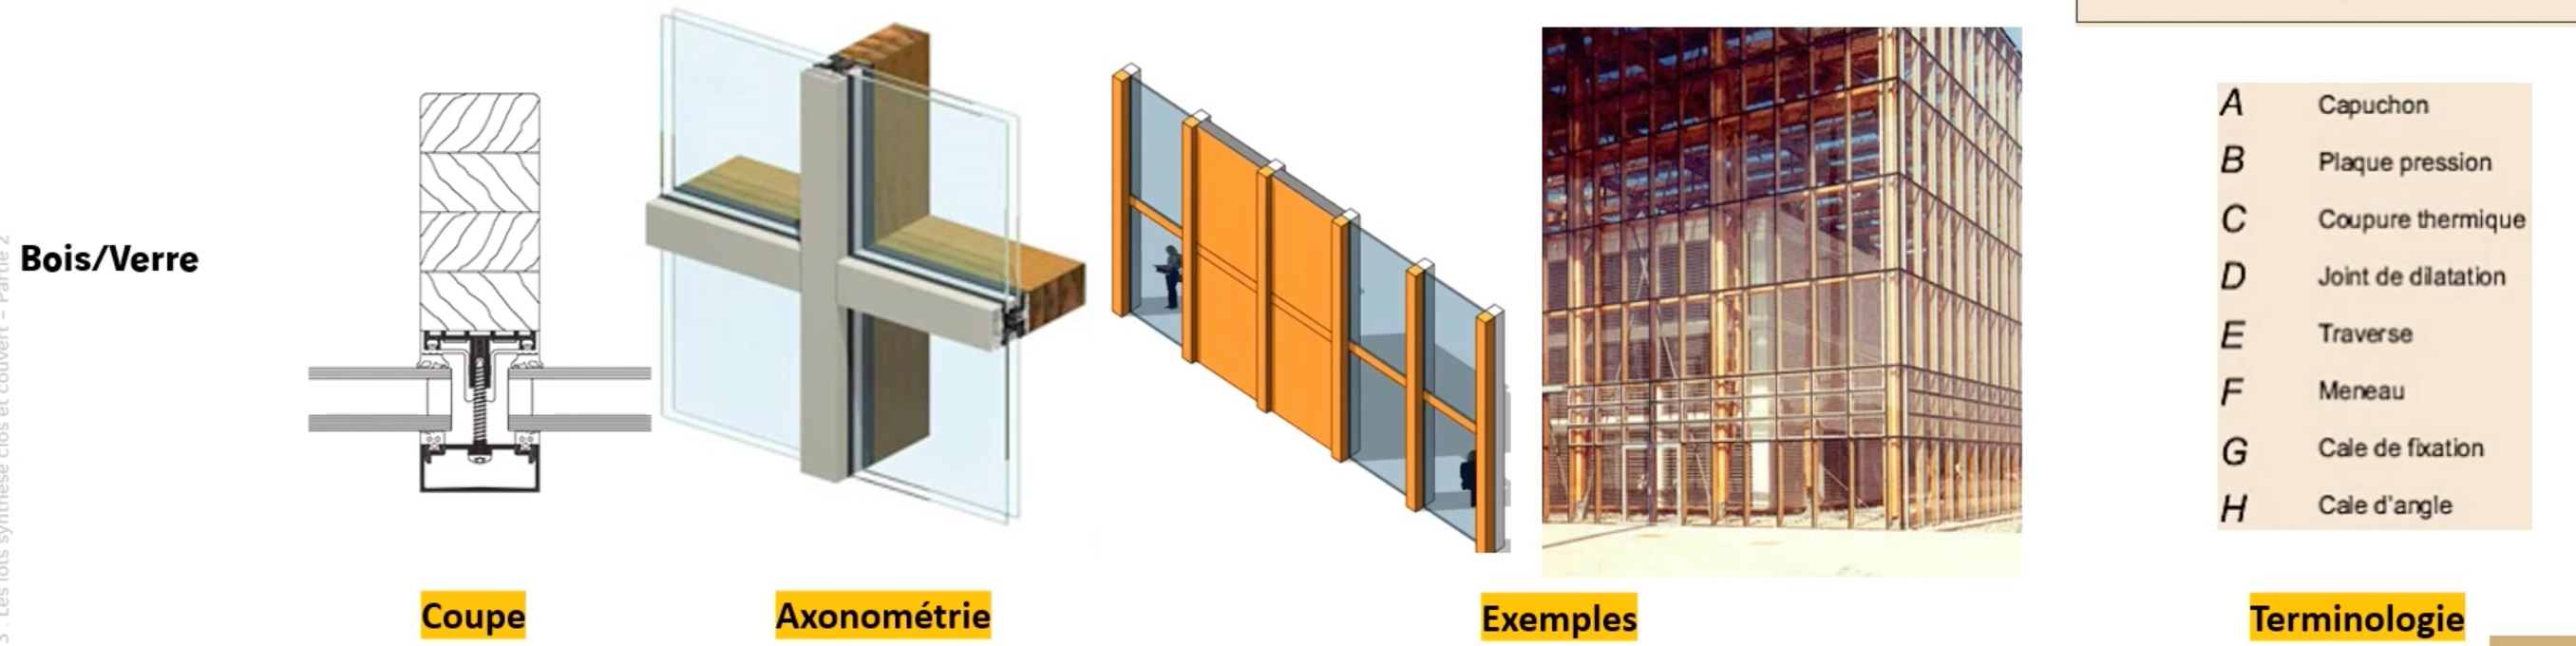 3 : Les lots synthèse clos et couvert – Partie 2
Bois/Verre
A Capuchon
B Plaque pression
C Coupure thermique
D Joint de dilatation
E Traverse
F Meneau
G Cale de fixation
H Cale d'angle
Coupe
Axonométrie
Exemples
Terminologie